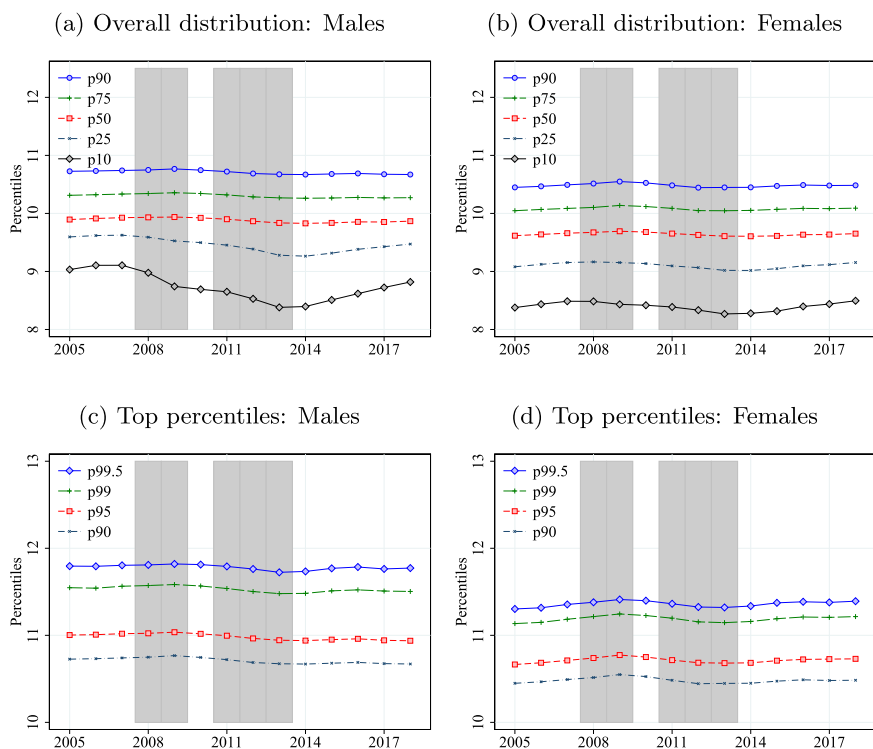 (a) Overall distribution: Males
p90
p75
p50
p25
p10
Percentiles
12
11
10
9
8
2005 2008 2011 2014 2017
(b) Overall distribution: Females
p90
p75
p50
p25
p10
Percentiles
12
11
10
9
8
2005 2008 2011 2014 2017
(c) Top percentiles: Males
p99.5
p99
p95
p90
Percentiles
13
12
11
10
2005 2008 2011 2014 2017
(d) Top percentiles: Females
p99.5
p99
p95
p90
Percentiles
13
12
11
10
2005 2008 2011 2014 2017